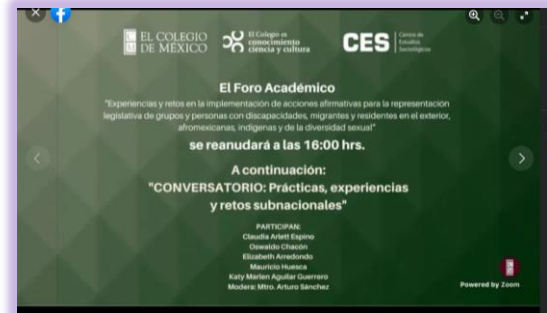 EL COLEGIO
DE MÉXICO
El Colegio es
conocimiento
ciencia y cultura
CES
Centro de
Estudios
Sociológicos
El Foro Académico
"Experiencias y retos en la implementación de acciones afirmativas para la representación
legislativa de grupos y personas con discapacidades, migrantes y residentes en el exterior,
afromexicanas, indígenas y de la diversidad sexual"
se reanudará a las 16:00 hrs.
A continuación:
"CONVERSATORIO: Prácticas, experiencias
y retos subnacionales"
PARTICIPAN:
Claudia Arlett Espino
Oswaldo Chacón
Elizabeth Arredondo
Mauricio Huesca
Katy Marlen Aguilar Guerrero
Modera: Mtro. Arturo Sánchez
Powered by Zoom